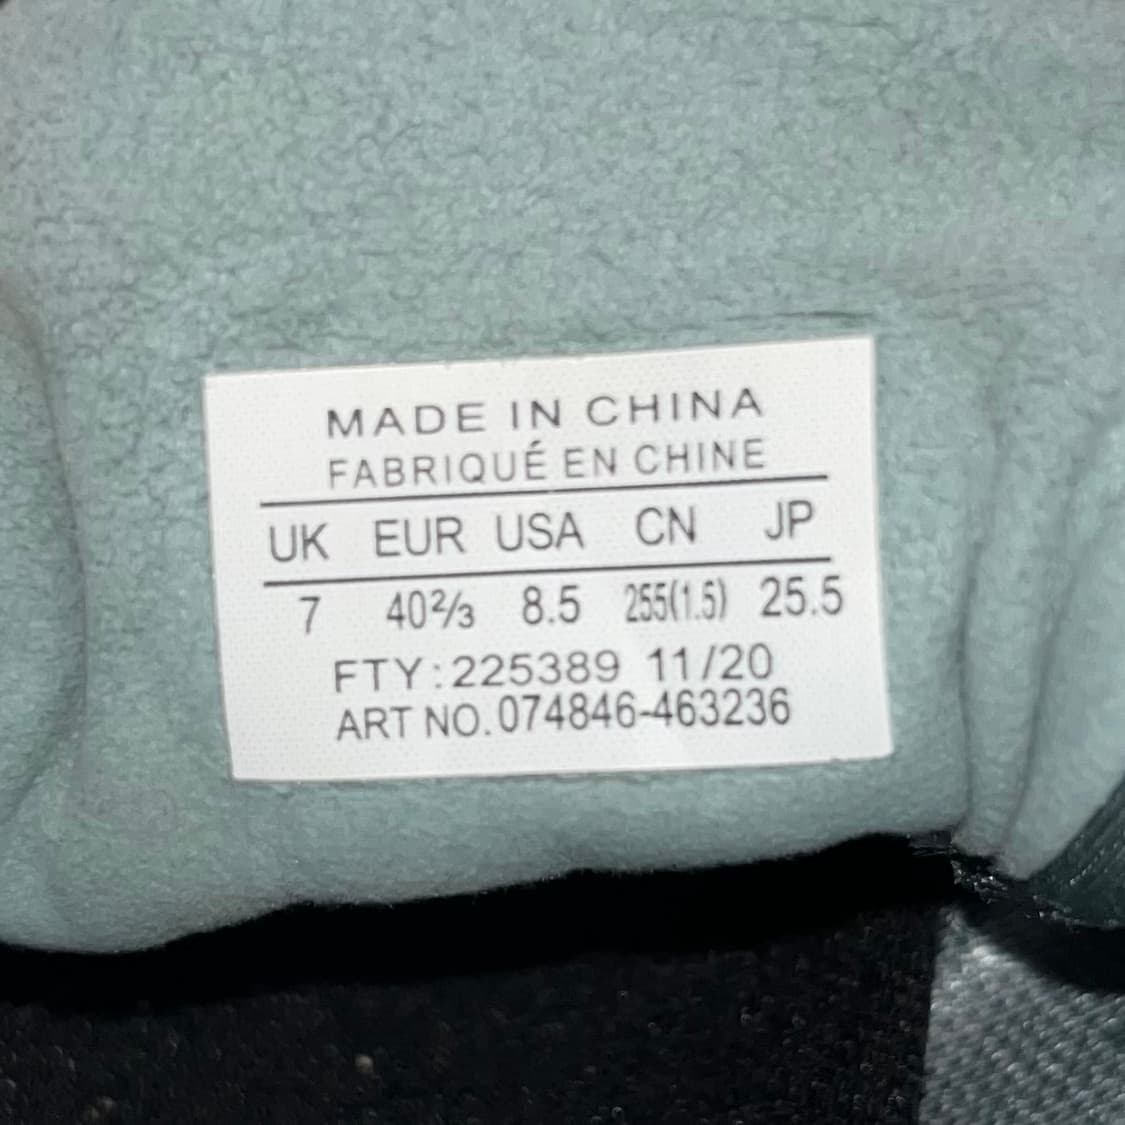 MADE IN CHINA
FABRIQUÉ EN CHINE
UK EUR USA CN JP
7 40⅔ 8.5 255(1.5) 25.5
FTY:225389 11/20
ART NO.074846-463236